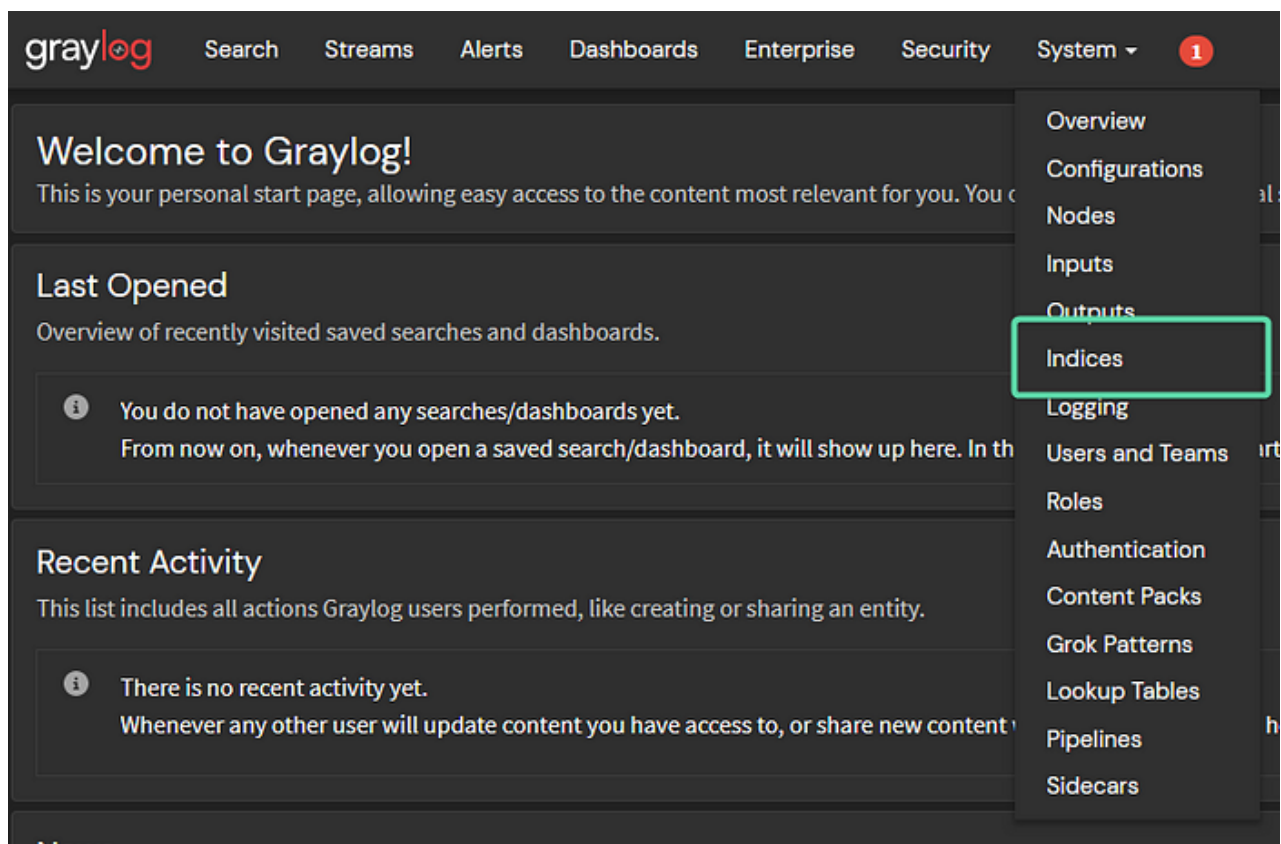 graylog Search Streams Alerts Dashboards Enterprise Security System 1
Welcome to Graylog!
This is your personal start page, allowing easy access to the content most relevant for you. You
Last Opened
Overview of recently visited saved searches and dashboards.
You do not have opened any searches/dashboards yet.
From now on, whenever you open a saved search/dashboard, it will show up here. In th
Recent Activity
This list includes all actions Graylog users performed, like creating or sharing an entity.
There is no recent activity yet.
Whenever any other user will update content you have access to, or share new content
Overview
Configurations
Nodes
Inputs
Outputs
Indices
Logging
Users and Teams
Roles
Authentication
Content Packs
Grok Patterns
Lookup Tables
Pipelines
Sidecars